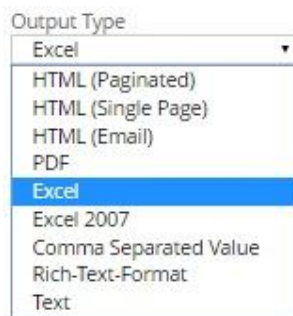 Output Type
Excel
HTML (Paginated)
HTML (Single Page)
HTML (Email)
PDF
Excel
Excel 2007
Comma Separated Value
Rich-Text-Format
Text